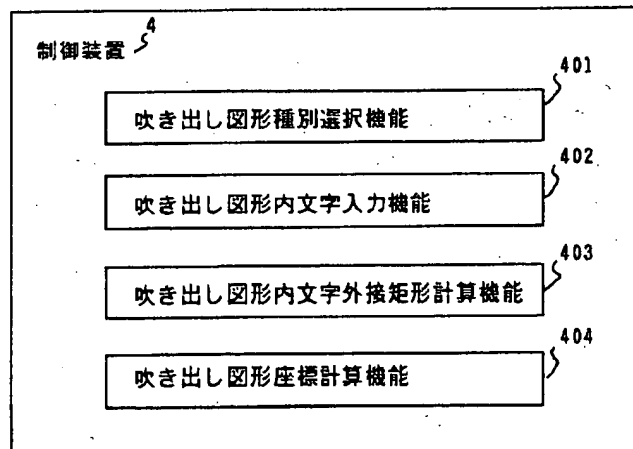 制御装置 4
401
吹き出し図形種別選択機能
402
吹き出し図形内文字入力機能
403
吹き出し図形内文字外接矩形計算機能
404
吹き出し図形座標計算機能